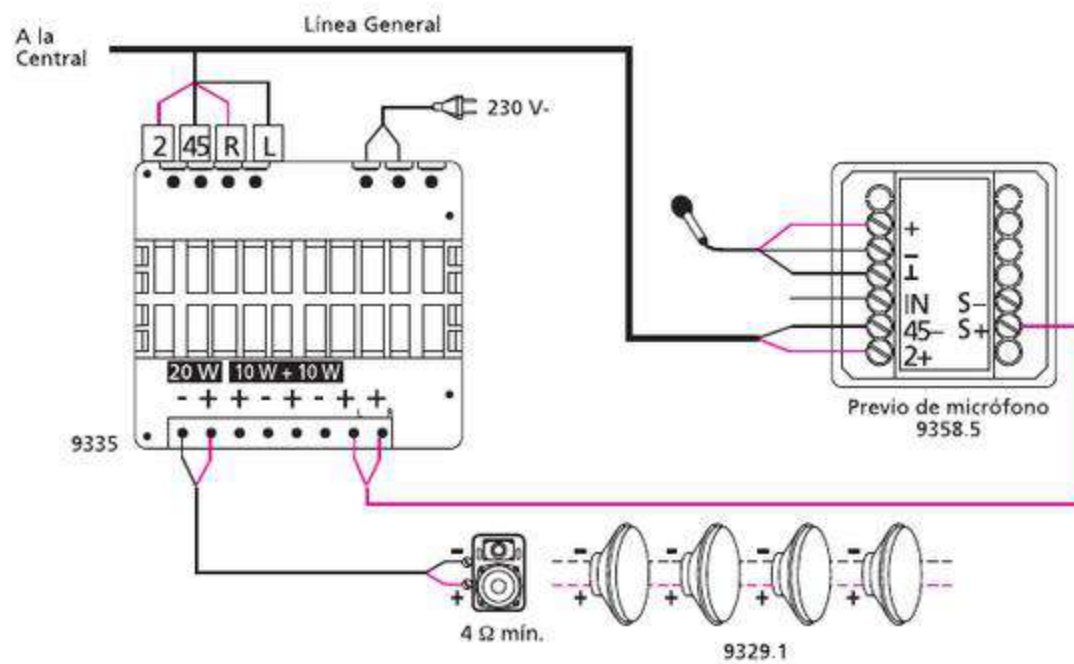 Línea General
A la
Central
230 V-
2 45 R L
+
-
⊥
IN S-
45- S+
2+
20 W 10 W + 10 W
- + + - + - + +
L R
9335
Previo de micrófono
9358.5
- - - - -
+ + + + +
4 Ω mín.
9329.1